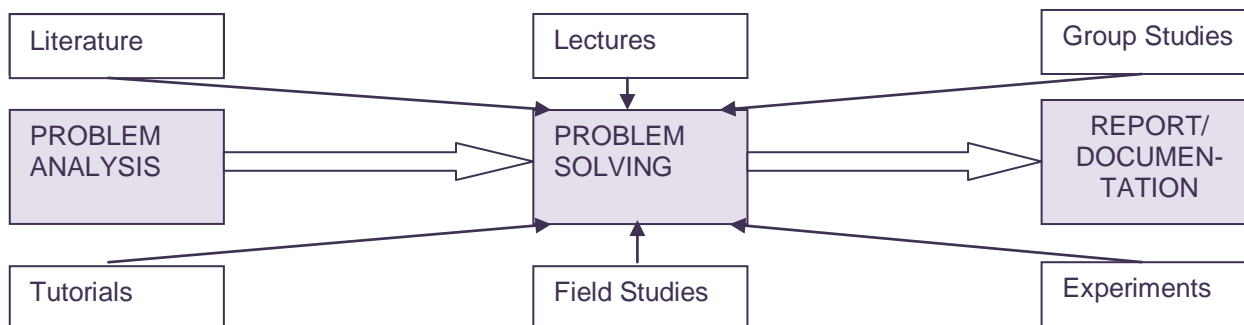 Literature
Lectures
Group Studies
PROBLEM
ANALYSIS
PROBLEM
SOLVING
REPORT/
DOCUMEN-
TATION
Tutorials
Field Studies
Experiments